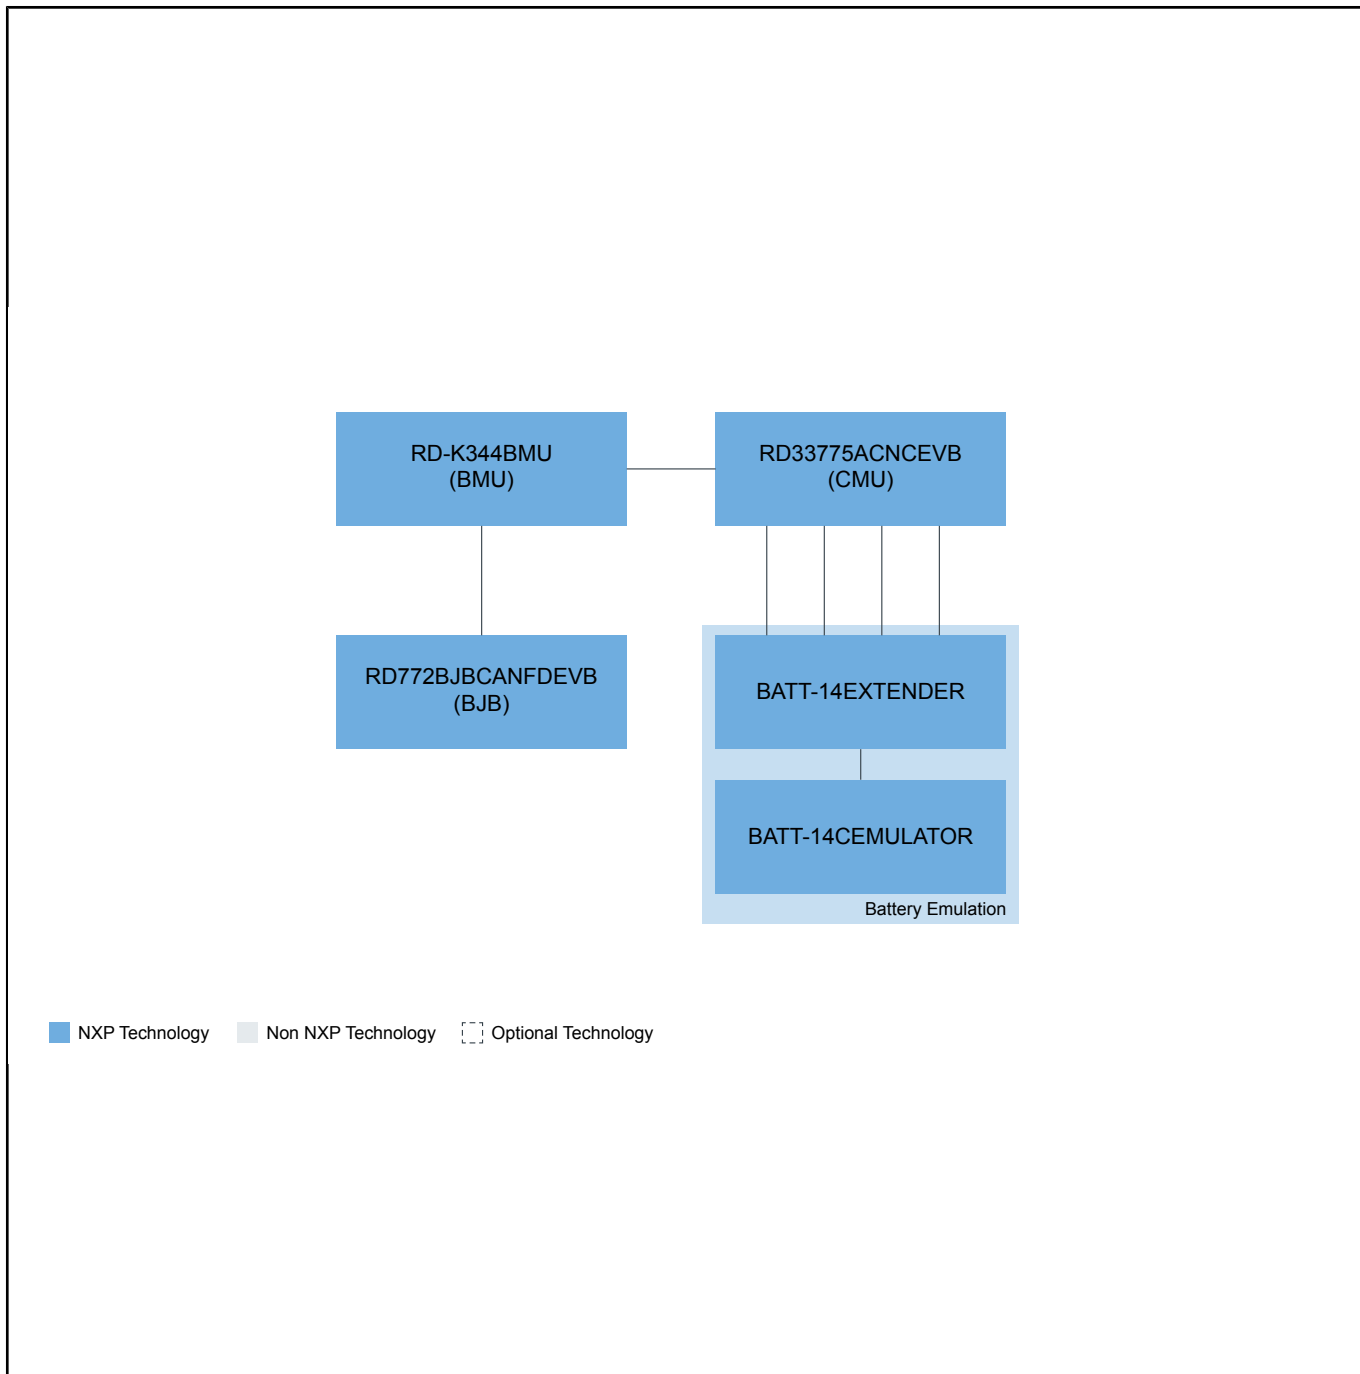 RD-K344BMU
(BMU)
RD33775ACNCEVB
(CMU)
RD772BJBCANFDEVB
(BJB)
BATT-14EXTENDER
BATT-14CEMULATOR
Battery Emulation
NXP Technology
Non NXP Technology
Optional Technology